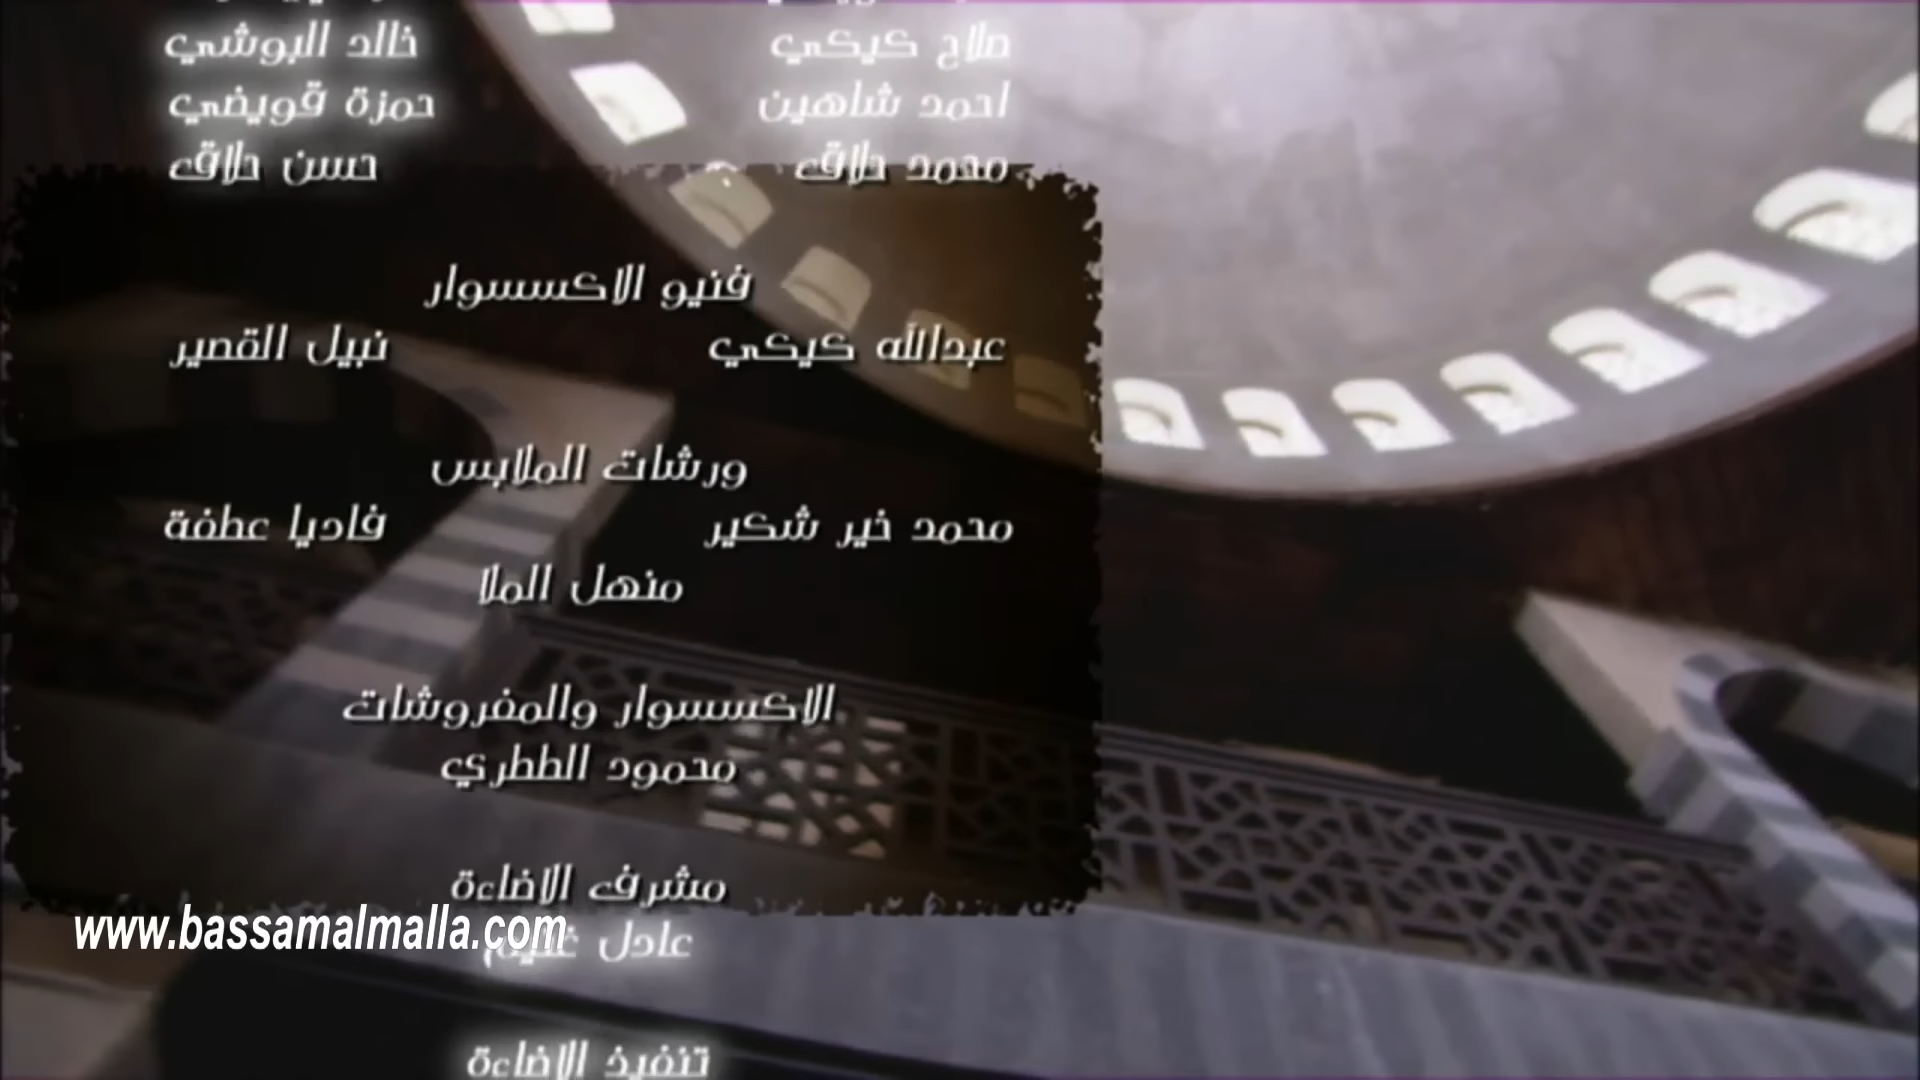 صلاح كيكي خالد البوشي
احمد شاهين حمزة قويضي
محمد حلاق حسن حلاق
فنيو الاكسسوار
عبدالله كيكي نبيل القصير
ورشات الملابس
محمد خير شكير فاديا عطفة
منهل الملا
الاكسسوار والمفروشات
محمود الططري
مشرف الاضاءة
عادل
www.bassamalmalla.com
تنفيذ الاضاءة